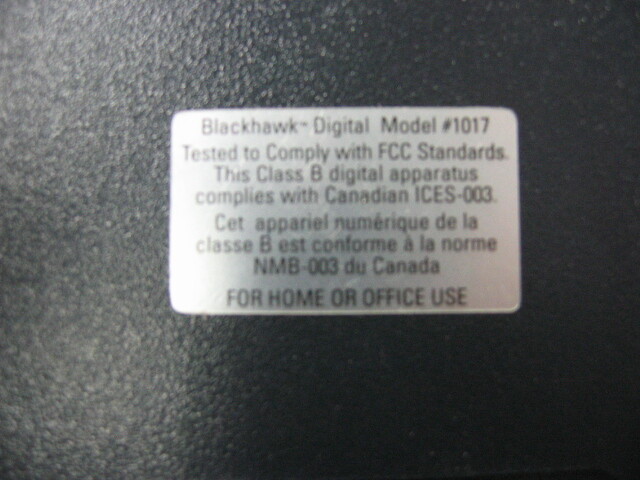 Blackhawk™ Digital Model #1017
Tested to Comply with FCC Standards.
This Class B digital apparatus
complies with Canadian ICES-003.
Cet appariel numérique de la
classe B est conforme à la norme
NMB-003 du Canada
FOR HOME OR OFFICE USE